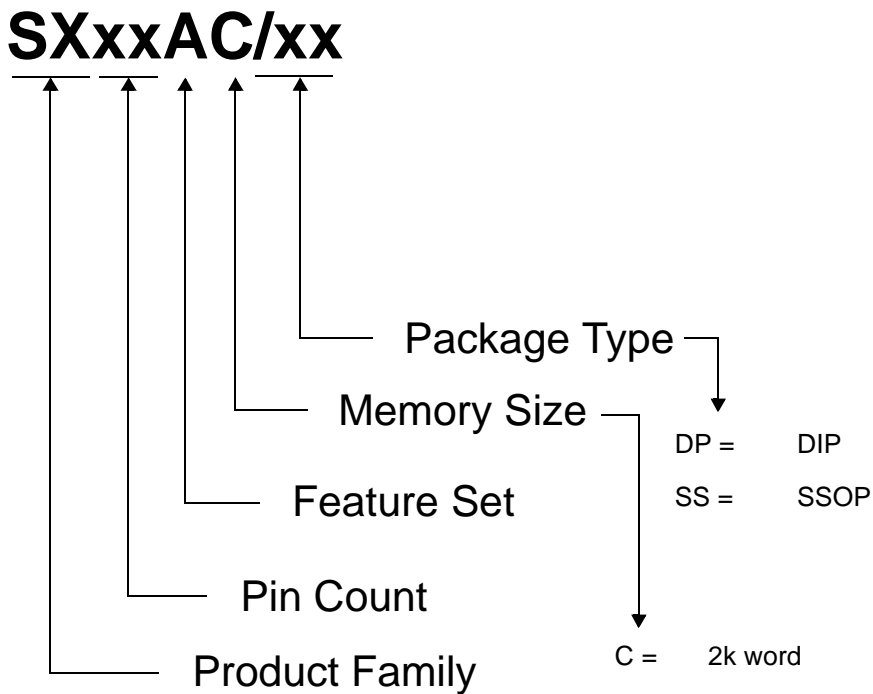 SXxxAC/xx
Package Type
Memory Size
DP = DIP
SS = SSOP
Feature Set
Pin Count
C = 2k word
Product Family